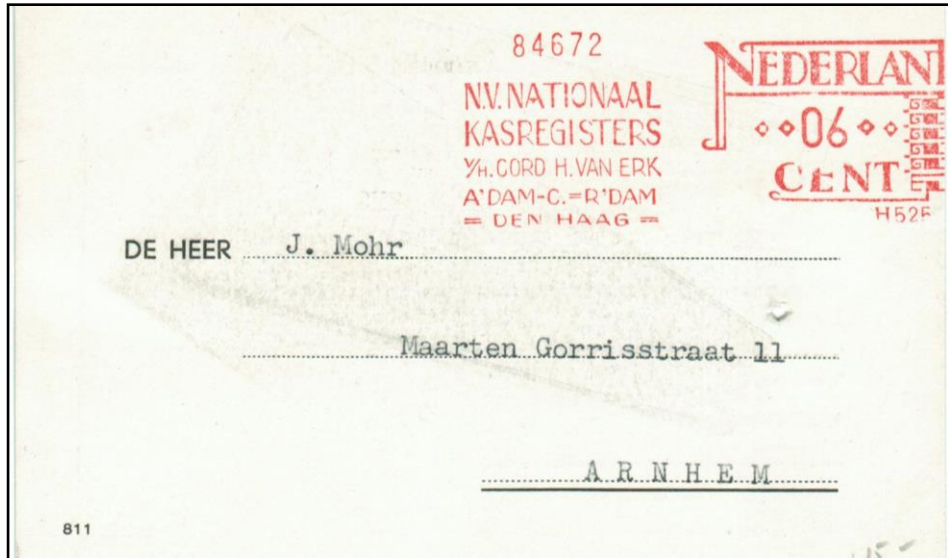 84672
N.V. NATIONAAL
KASREGISTERS
V/H. CORD H. VAN ERK
A'DAM-C.=R'DAM
= DEN HAAG =
NEDERLAN
06
CENT
H525
DE HEER J. Mohr
Maarten Gorrisstraat 11
A R N H E M
811